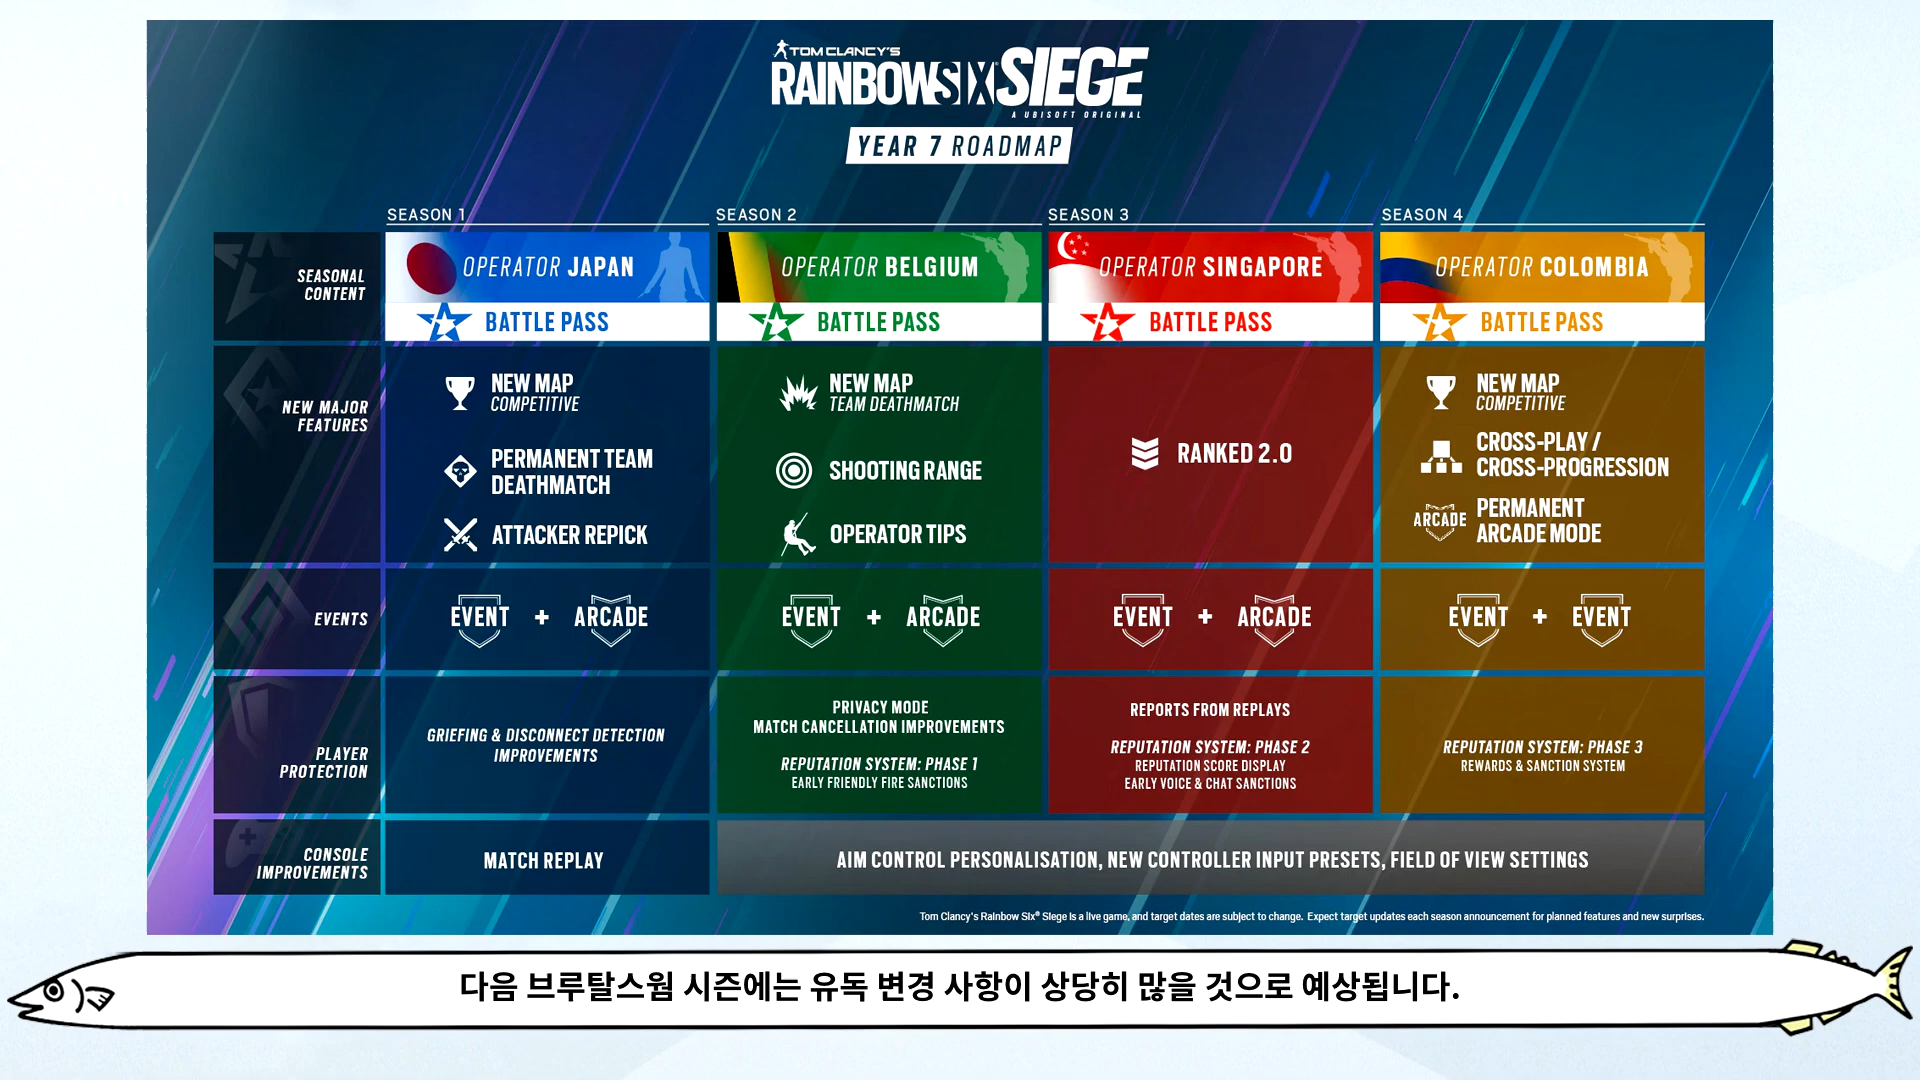 TOM CLANCY'S
RAINBOWSIX SIEGE
A UBISOFT ORIGINAL
YEAR 7 ROADMAP
SEASON 1
SEASON 2
SEASON 3
SEASON 4
SEASONAL
CONTENT
OPERATOR JAPAN
OPERATOR BELGIUM
OPERATOR SINGAPORE
OPERATOR COLOMBIA
BATTLE PASS
BATTLE PASS
BATTLE PASS
BATTLE PASS
NEW MAJOR
FEATURES
NEW MAP
COMPETITIVE
PERMANENT TEAM
DEATHMATCH
ATTACKER REPICK
NEW MAP
TEAM DEATHMATCH
SHOOTING RANGE
OPERATOR TIPS
RANKED 2.0
NEW MAP
COMPETITIVE
CROSS-PLAY /
CROSS-PROGRESSION
ARCADE
PERMANENT
ARCADE MODE
EVENTS
EVENT + ARCADE
EVENT + ARCADE
EVENT + ARCADE
EVENT + EVENT
PLAYER
PROTECTION
GRIEFING & DISCONNECT DETECTION
IMPROVEMENTS
PRIVACY MODE
MATCH CANCELLATION IMPROVEMENTS
REPUTATION SYSTEM: PHASE 1
EARLY FRIENDLY FIRE SANCTIONS
REPORTS FROM REPLAYS
REPUTATION SYSTEM: PHASE 2
REPUTATION SCORE DISPLAY
EARLY VOICE & CHAT SANCTIONS
REPUTATION SYSTEM: PHASE 3
REWARDS & SANCTION SYSTEM
CONSOLE
IMPROVEMENTS
MATCH REPLAY
AIM CONTROL PERSONALISATION, NEW CONTROLLER INPUT PRESETS, FIELD OF VIEW SETTINGS
Tom Clancy's Rainbow Six® Siege is a live game, and target dates are subject to change. Expect target updates each season announcement for planned features and new surprises.
다음 브루탈스웜 시즌에는 유독 변경 사항이 상당히 많을 것으로 예상됩니다.